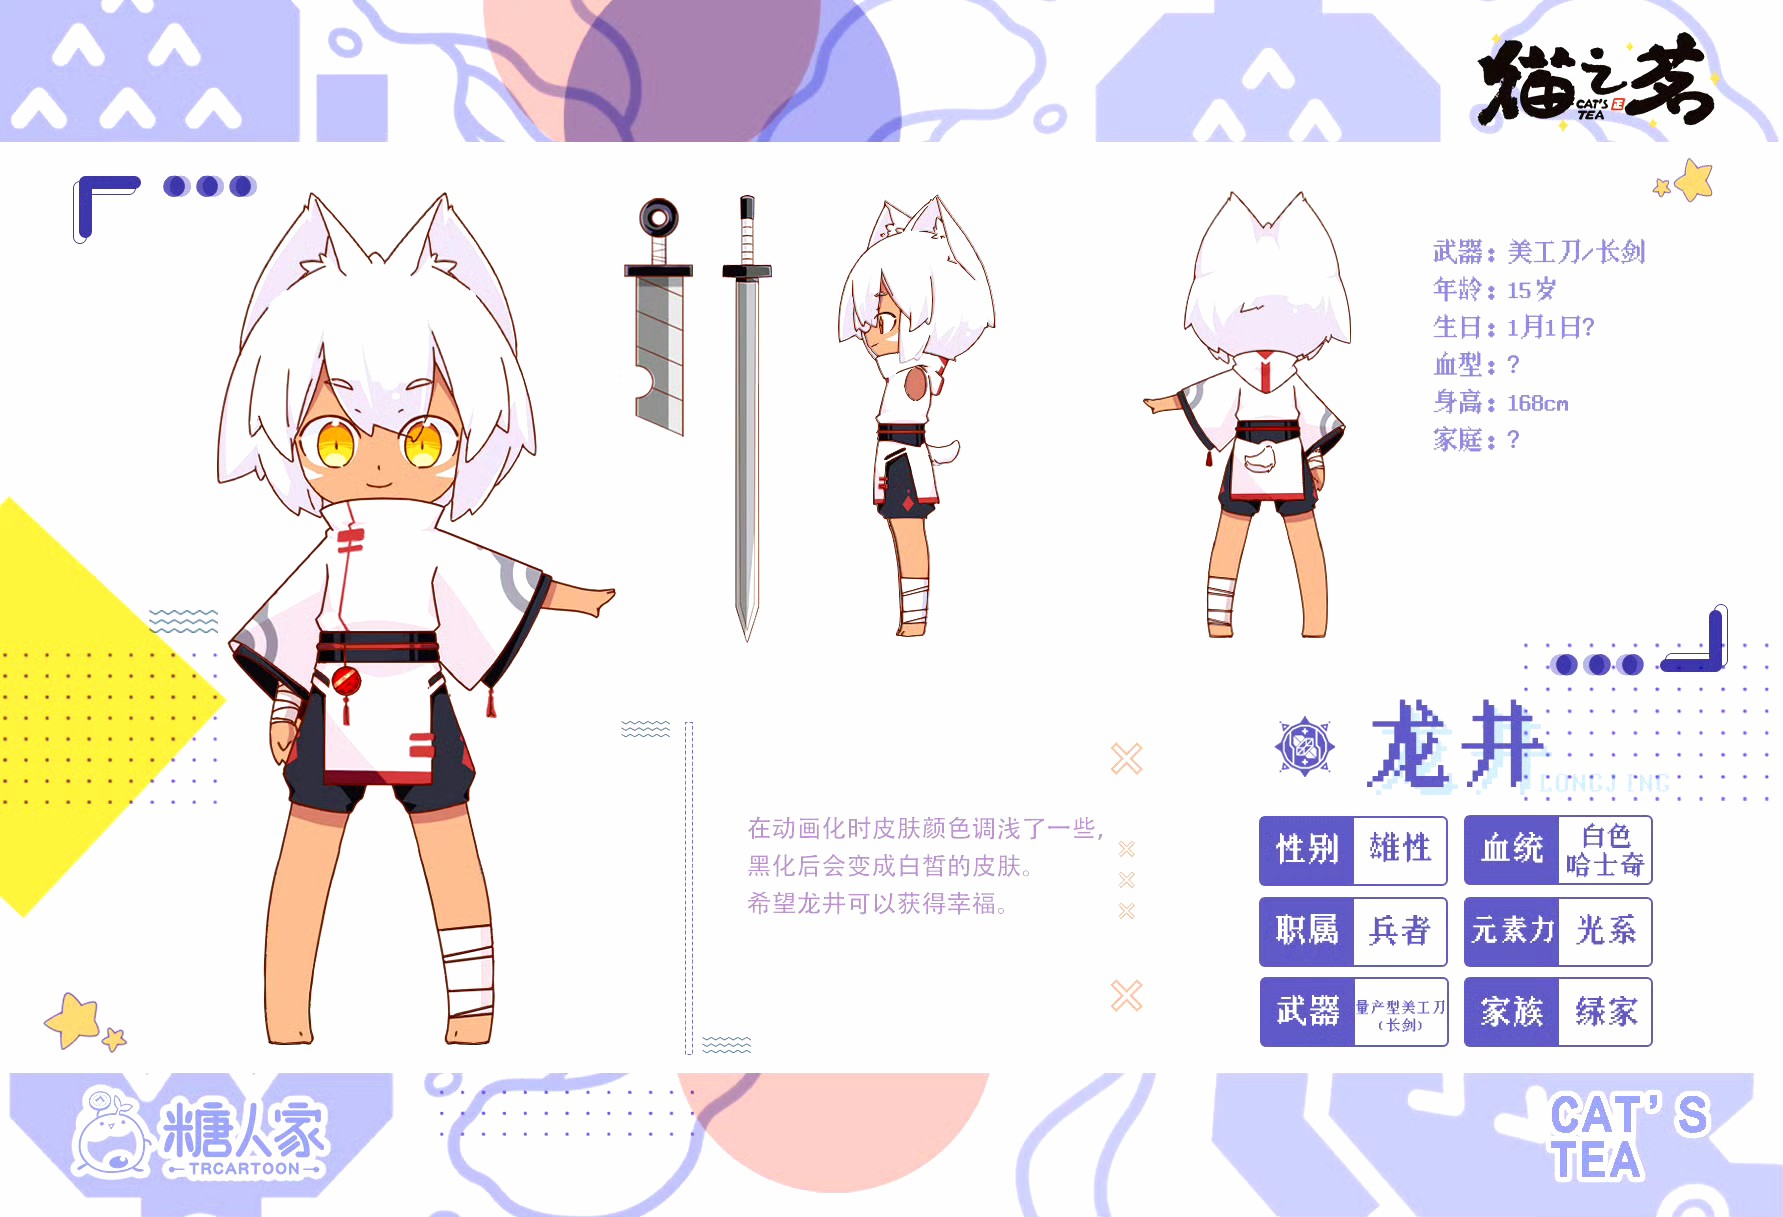 猫之茗
CAT'S
TEA
武器：美工刀/长剑
年龄：15岁
生日：1月1日?
血型：?
身高：168cm
家庭：?
龙井
LONGJING
在动画化时皮肤颜色调浅了一些，
黑化后会变成白皙的皮肤。
希望龙井可以获得幸福。
性别 雄性
血统 白色
哈士奇
职属 兵者
元素力 光系
武器 量产型美工刀
（长剑）
家族 绿家
糖人家
TRCARTOON
CAT'S
TEA